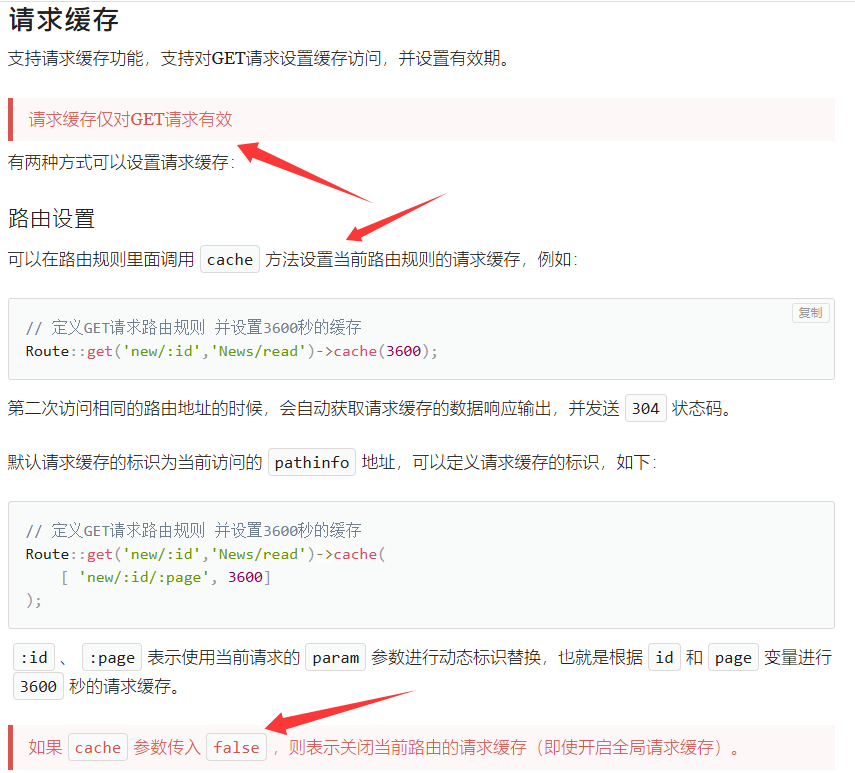 请求缓存
支持请求缓存功能，支持对GET请求设置缓存访问，并设置有效期。
请求缓存仅对GET请求有效
有两种方式可以设置请求缓存：
路由设置
可以在路由规则里面调用 cache 方法设置当前路由规则的请求缓存，例如：
复制
// 定义GET请求路由规则 并设置3600秒的缓存
Route::get('new/:id','News/read')->cache(3600);
第二次访问相同的路由地址的时候，会自动获取请求缓存的数据响应输出，并发送 304 状态码。
默认请求缓存的标识为当前访问的 pathinfo 地址，可以定义请求缓存的标识，如下：
// 定义GET请求路由规则 并设置3600秒的缓存
Route::get('new/:id','News/read')->cache(
    [ 'new/:id/:page', 3600]
);
:id 、 :page 表示使用当前请求的 param 参数进行动态标识替换，也就是根据 id 和 page 变量进行
3600 秒的请求缓存。
如果 cache 参数传入 false ，则表示关闭当前路由的请求缓存（即使开启全局请求缓存）。